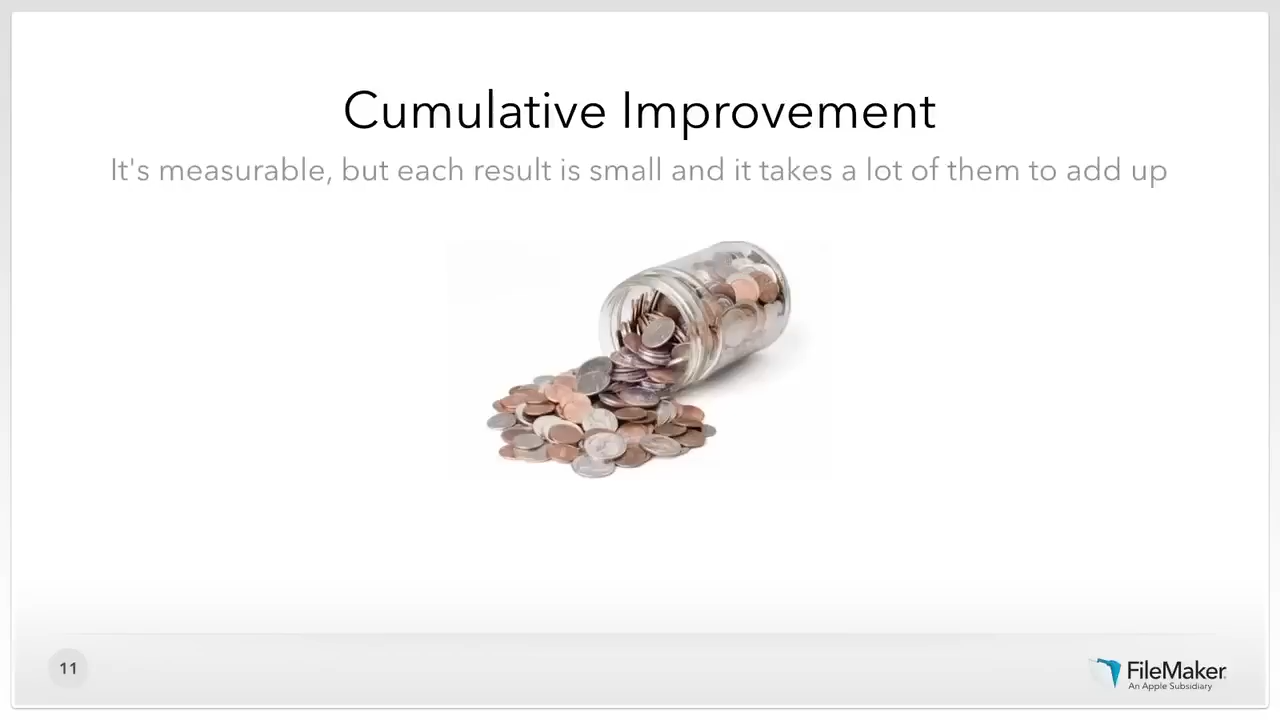 Cumulative Improvement
It's measurable, but each result is small and it takes a lot of them to add up
11
FileMaker
An Apple Subsidiary